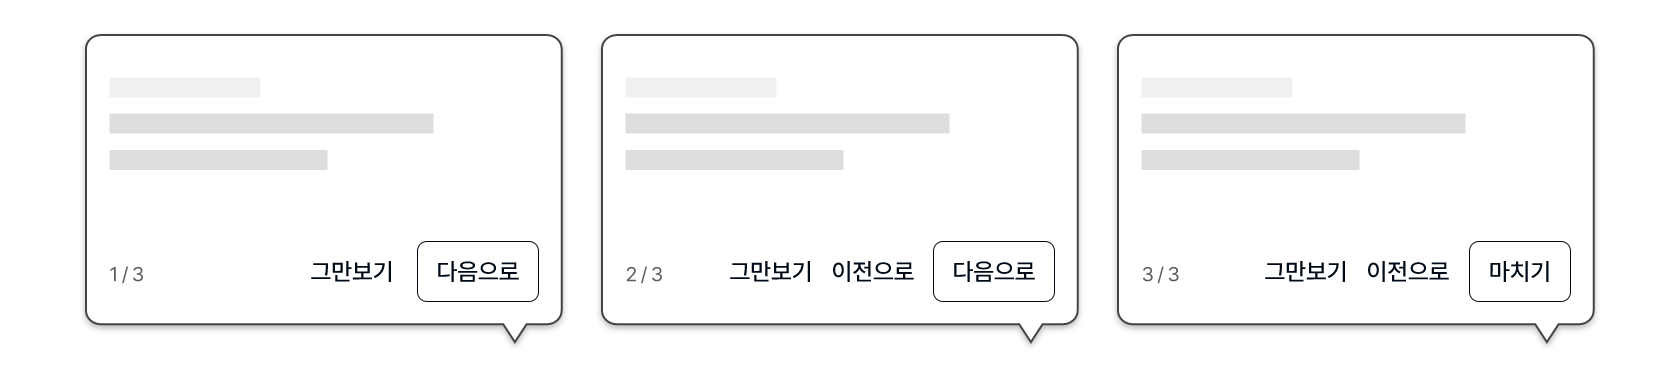 1/3 그만보기 다음으로
2/3 그만보기 이전으로 다음으로
3/3 그만보기 이전으로 마치기